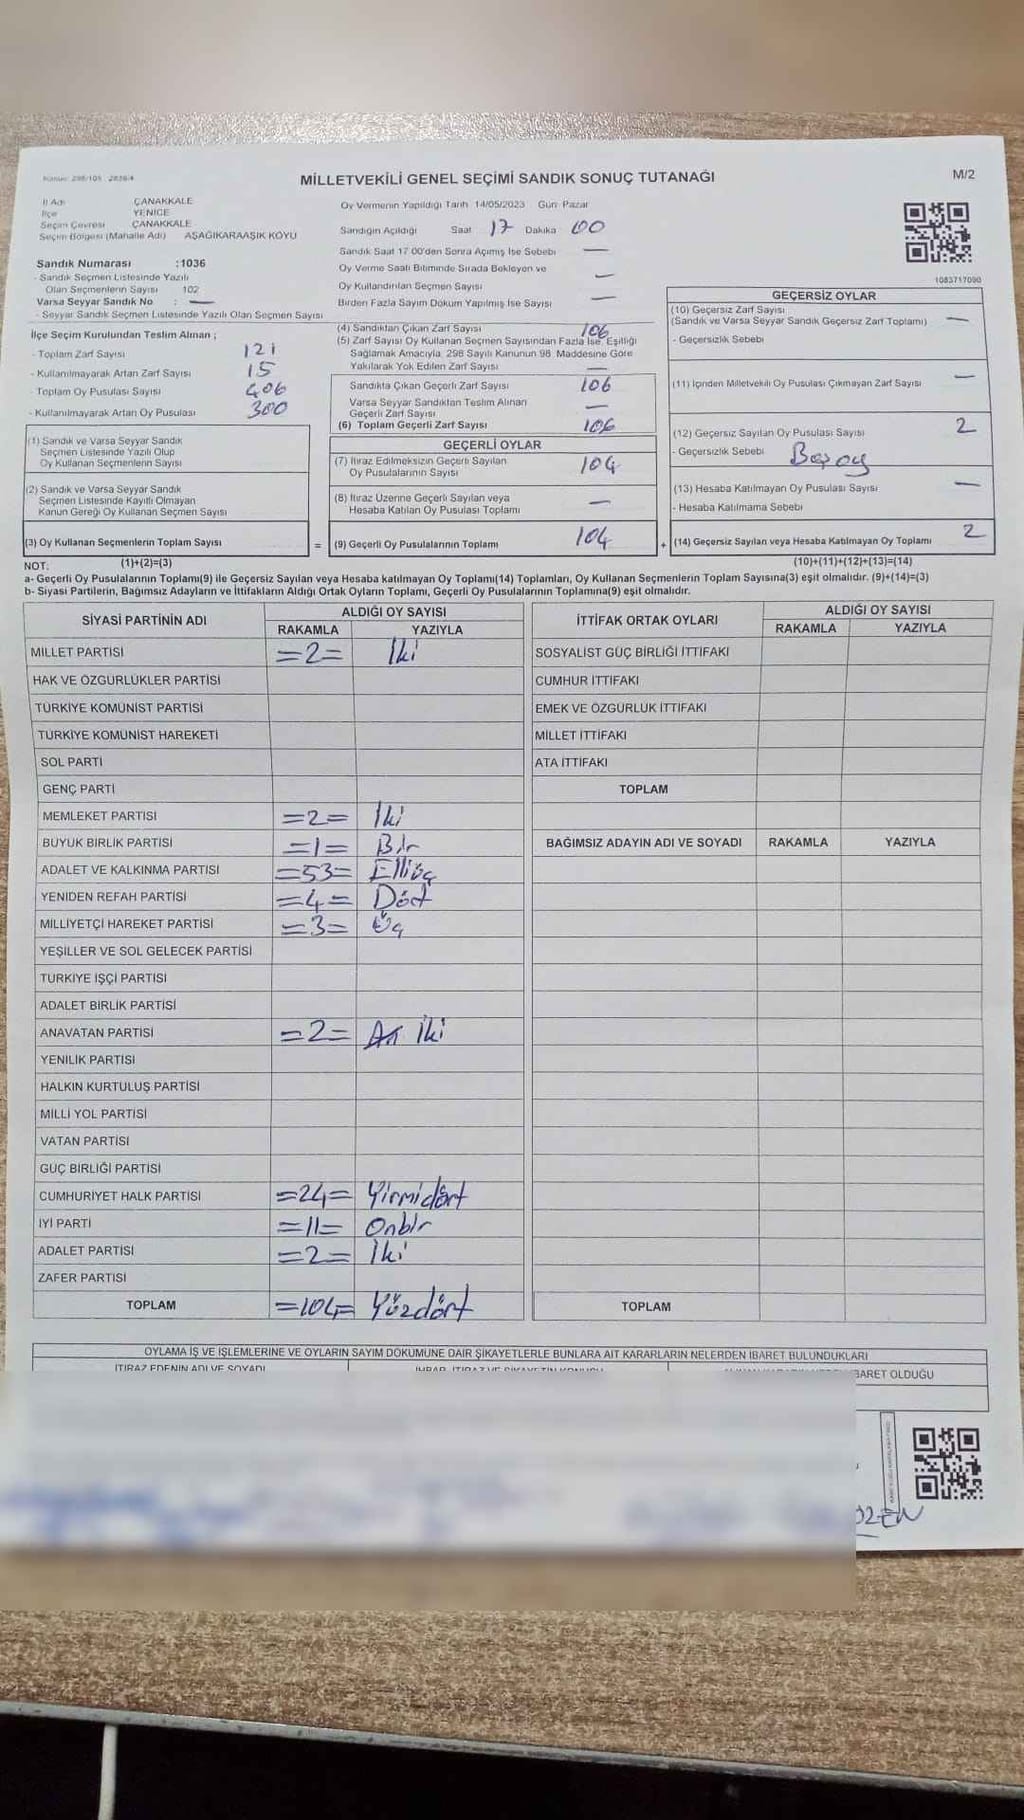 Kanun: 298/105 2839/4
MİLLETVEKİLİ GENEL SEÇİMİ SANDIK SONUÇ TUTANAĞI
M/2
İl Adı ÇANAKKALE
İlçe YENİCE
Seçim Çevresi ÇANAKKALE
Seçim Bölgesi (Mahalle Adı) AŞAĞIKARAAŞIK KÖYÜ
Sandık Numarası :1036
- Sandık Seçmen Listesinde Yazılı
Olan Seçmenlerin Sayısı 102
Varsa Seyyar Sandık No : —
- Seyyar Sandık Seçmen Listesinde Yazılı Olan Seçmen Sayısı
İlçe Seçim Kurulundan Teslim Alınan ;
- Toplam Zarf Sayısı 121
- Kullanılmayarak Artan Zarf Sayısı 15
- Toplam Oy Pusulası Sayısı 406
- Kullanılmayarak Artan Oy Pusulası 300
(1) Sandık ve Varsa Seyyar Sandık
Seçmen Listesinde Yazılı Olup
Oy Kullanan Seçmenlerin Sayısı
(2) Sandık ve Varsa Seyyar Sandık
Seçmen Listesinde Kayıtlı Olmayan
Kanun Gereği Oy Kullanan Seçmen Sayısı
(3) Oy Kullanan Seçmenlerin Toplam Sayısı
Oy Vermenin Yapıldığı Tarih 14/05/2023 Gün: Pazar
Sandığın Açıldığı Saat 17 Dakika 00
Sandık Saat 17:00'den Sonra Açımış İse Sebebi —
Oy Verme Saati Bitiminde Sırada Bekleyen ve
Oy Kullandırılan Seçmen Sayısı —
Birden Fazla Sayım Döküm Yapılmış İse Sayısı —
(4) Sandıktan Çıkan Zarf Sayısı 106
(5) Zarf Sayısı Oy Kullanan Seçmen Sayısından Fazla İse, Eşitliği
Sağlamak Amacıyla, 298 Sayılı Kanunun 98. Maddesine Göre
Yakılarak Yok Edilen Zarf Sayısı —
Sandıkta Çıkan Geçerli Zarf Sayısı 106
Varsa Seyyar Sandıktan Teslim Alınan
Geçerli Zarf Sayısı —
(6) Toplam Geçerli Zarf Sayısı 106
GEÇERLİ OYLAR
(7) İtiraz Edilmeksizin Geçerli Sayılan
Oy Pusulalarının Sayısı 104
(8) İtiraz Üzerine Geçerli Sayılan veya
Hesaba Katılan Oy Pusulası Toplamı —
= (9) Geçerli Oy Pusulalarının Toplamı 104
1083717090
GEÇERSİZ OYLAR
(10) Geçersiz Zarf Sayısı
(Sandık ve Varsa Seyyar Sandık Geçersiz Zarf Toplamı) —
- Geçersizlik Sebebi
(11) İçinden Milletvekili Oy Pusulası Çıkmayan Zarf Sayısı —
(12) Geçersiz Sayılan Oy Pusulası Sayısı 2
- Geçersizlik Sebebi Boşoy
(13) Hesaba Katılmayan Oy Pusulası Sayısı —
- Hesaba Katılmama Sebebi
+ (14) Geçersiz Sayılan veya Hesaba Katılmayan Oy Toplamı 2
NOT: (1)+(2)=(3) (10)+(11)+(12)+(13)=(14)
a- Geçerli Oy Pusulalarının Toplamı(9) ile Geçersiz Sayılan veya Hesaba katılmayan Oy Toplamı(14) Toplamları, Oy Kullanan Seçmenlerin Toplam Sayısına(3) eşit olmalıdır. (9)+(14)=(3)
b- Siyasi Partilerin, Bağımsız Adayların ve İttifakların Aldığı Ortak Oyların Toplamı, Geçerli Oy Pusulalarının Toplamına(9) eşit olmalıdır.
SİYASİ PARTİNİN ADI ALDIĞI OY SAYISI
RAKAMLA YAZIYLA
MİLLET PARTİSİ =2= İki
HAK VE ÖZGÜRLÜKLER PARTİSİ
TÜRKİYE KOMÜNİST PARTİSİ
TÜRKİYE KOMÜNİST HAREKETİ
SOL PARTİ
GENÇ PARTİ
MEMLEKET PARTİSİ =2= İki
BÜYÜK BİRLİK PARTİSİ =1= Bir
ADALET VE KALKINMA PARTİSİ =53= Elliüç
YENİDEN REFAH PARTİSİ =4= Dört
MİLLİYETÇİ HAREKET PARTİSİ =3= Üç
YEŞİLLER VE SOL GELECEK PARTİSİ
TÜRKİYE İŞÇİ PARTİSİ
ADALET BİRLİK PARTİSİ
ANAVATAN PARTİSİ =2= İki
YENİLİK PARTİSİ
HALKIN KURTULUŞ PARTİSİ
MİLLİ YOL PARTİSİ
VATAN PARTİSİ
GÜÇ BİRLİĞİ PARTİSİ
CUMHURİYET HALK PARTİSİ =24= Yirmidört
İYİ PARTİ =11= Onbir
ADALET PARTİSİ =2= İki
ZAFER PARTİSİ
TOPLAM =104= Yüzdört
İTTİFAK ORTAK OYLARI ALDIĞI OY SAYISI
RAKAMLA YAZIYLA
SOSYALİST GÜÇ BİRLİĞİ İTTİFAKI
CUMHUR İTTİFAKI
EMEK VE ÖZGÜRLÜK İTTİFAKI
MİLLET İTTİFAKI
ATA İTTİFAKI
TOPLAM
BAĞIMSIZ ADAYIN ADI VE SOYADI RAKAMLA YAZIYLA
TOPLAM
OYLAMA İŞ VE İŞLEMLERİNE VE OYLARIN SAYIM DÖKÜMÜNE DAİR ŞİKAYETLERLE BUNLARA AİT KARARLARIN NELERDEN İBARET BULUNDUKLARI
İTİRAZ EDENİN ADI VE SOYADI
BARET OLDUĞU